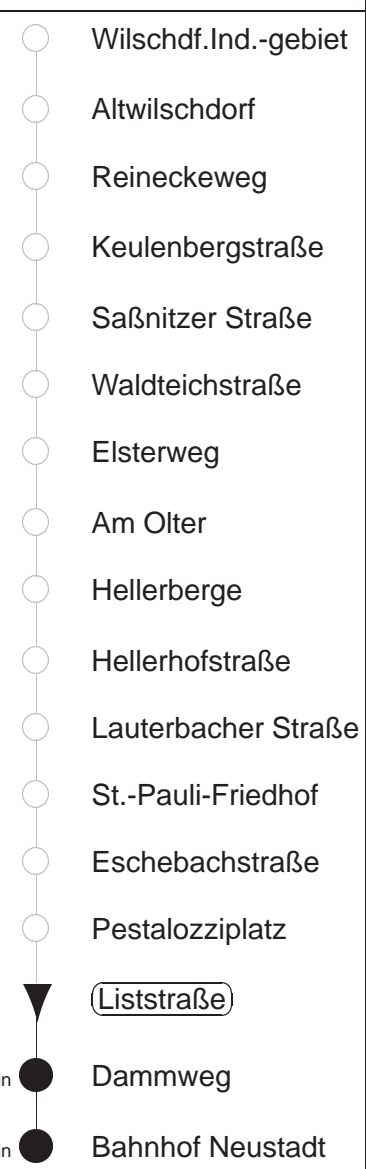 Wilschdf.Ind.-gebiet
Altwilschdorf
Reineckeweg
Keulenbergstraße
Saßnitzer Straße
Waldteichstraße
Elsterweg
Am Olter
Hellerberge
Hellerhofstraße
Lauterbacher Straße
St.-Pauli-Friedhof
Eschebachstraße
Pestalozziplatz
Liststraße
Dammweg
Bahnhof Neustadt